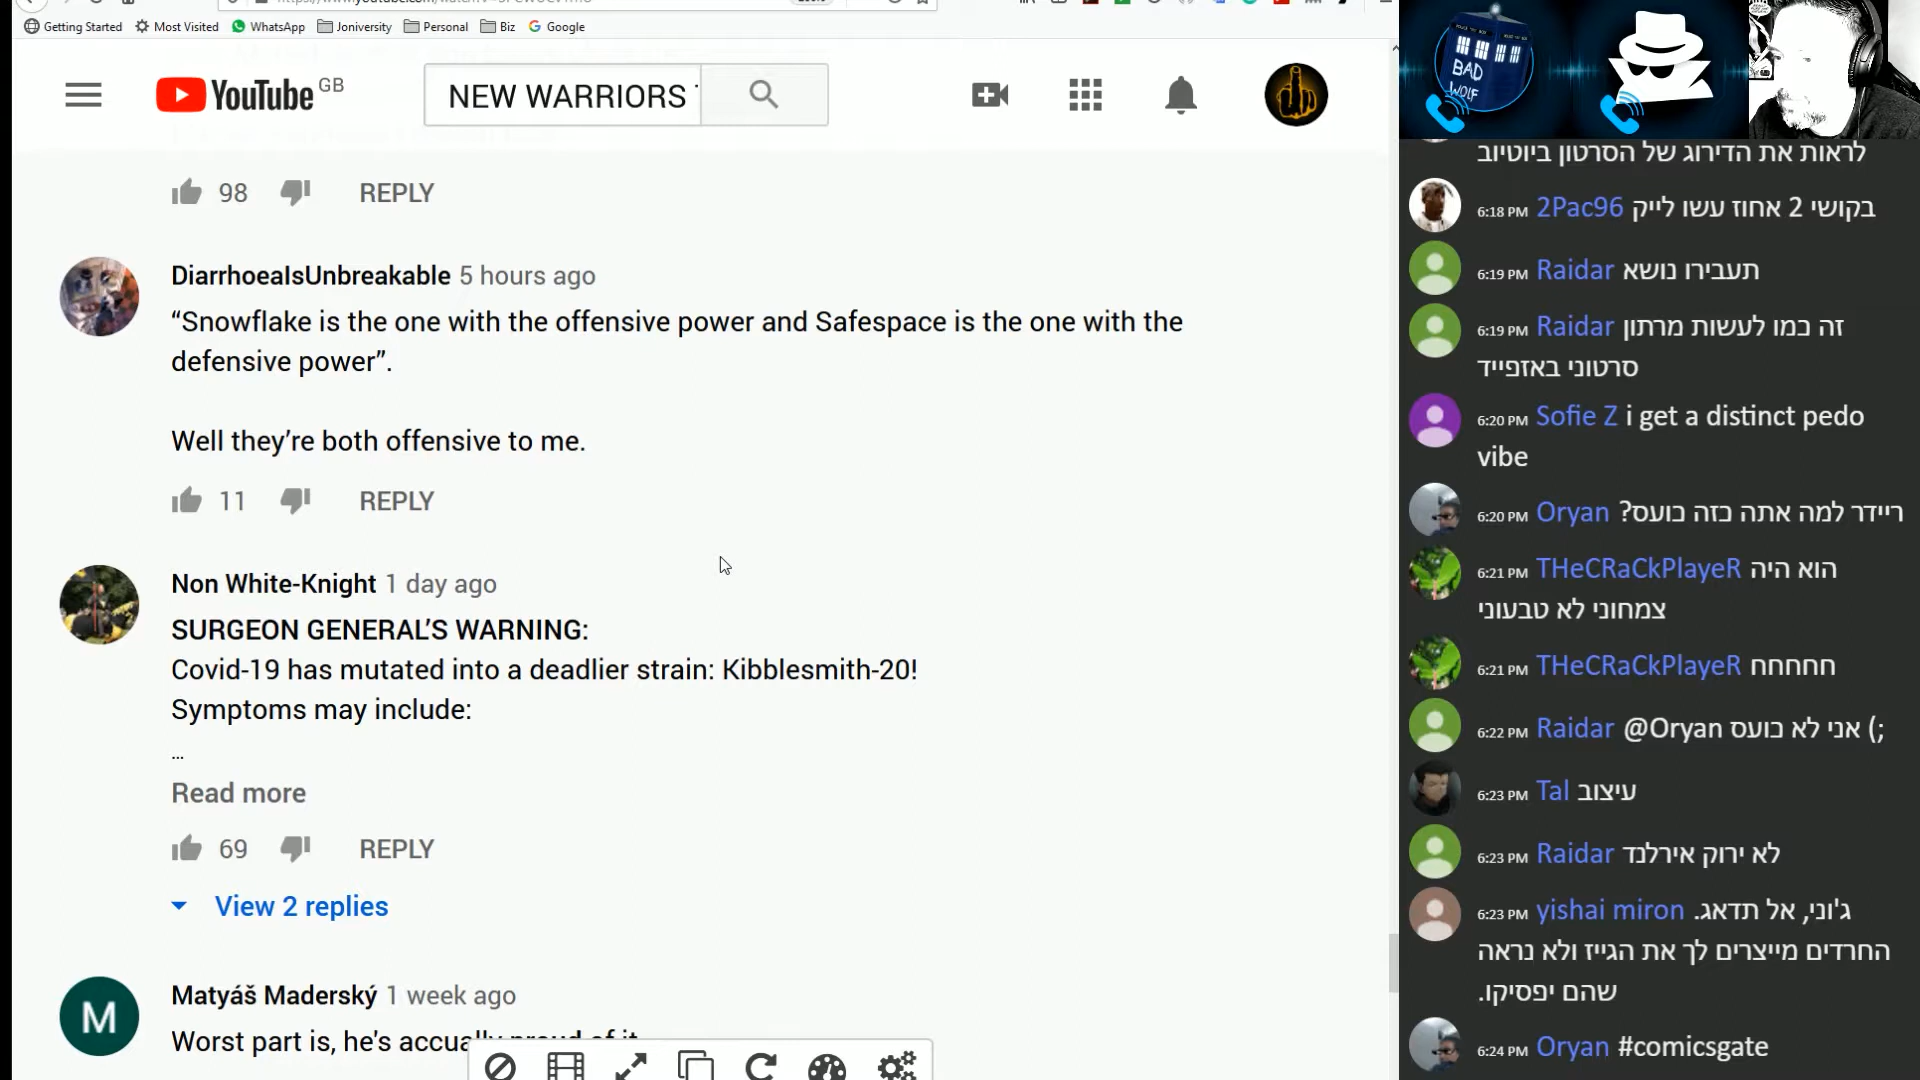 Getting Started Most Visited WhatsApp Joniversity Personal Biz Google
YouTube GB
NEW WARRIORS
98 REPLY
DiarrhoeaIsUnbreakable 5 hours ago
“Snowflake is the one with the offensive power and Safespace is the one with the
defensive power”.
Well they’re both offensive to me.
11 REPLY
Non White-Knight 1 day ago
SURGEON GENERAL’S WARNING:
Covid-19 has mutated into a deadlier strain: Kibblesmith-20!
Symptoms may include:
...
Read more
69 REPLY
View 2 replies
M
Matyáš Maderský 1 week ago
Worst part is, he's accually proud of it
BAD
WOLF
לראות את הדירוג של הסרטון ביוטיוב
6:18 PM 2Pac96 בקושי 2 אחוז עשו לייק
6:19 PM Raidar תעבירו נושא
6:19 PM Raidar זה כמו לעשות מרתון
סרטוני באזפייד
6:20 PM Sofie Z i get a distinct pedo
vibe
6:20 PM Oryan ריידר למה אתה כזה כועס?
6:21 PM THeCRaCkPlayeR הוא היה
צמחוני לא טבעוני
6:21 PM THeCRaCkPlayeR חחחחח
6:22 PM Raidar @Oryan אני לא כועס ;)
6:23 PM Tal עיצוב
6:23 PM Raidar לא ירוק אירלנד
6:23 PM yishai miron ג'וני, אל תדאג.
החרדים מייצרים לך את הגייז ולא נראה
שהם יפסיקו.
6:24 PM Oryan #comicsgate